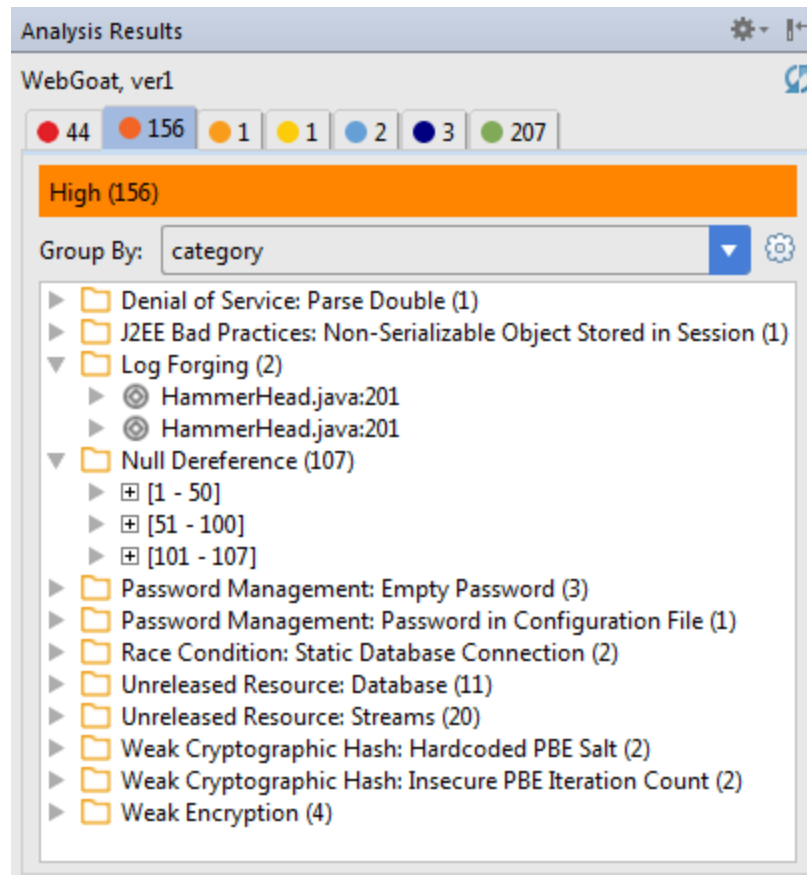 Analysis Results
WebGoat, ver1
44 156 1 1 2 3 207
High (156)
Group By: category
Denial of Service: Parse Double (1)
J2EE Bad Practices: Non-Serializable Object Stored in Session (1)
Log Forging (2)
HammerHead.java:201
HammerHead.java:201
Null Dereference (107)
[1 - 50]
[51 - 100]
[101 - 107]
Password Management: Empty Password (3)
Password Management: Password in Configuration File (1)
Race Condition: Static Database Connection (2)
Unreleased Resource: Database (11)
Unreleased Resource: Streams (20)
Weak Cryptographic Hash: Hardcoded PBE Salt (2)
Weak Cryptographic Hash: Insecure PBE Iteration Count (2)
Weak Encryption (4)